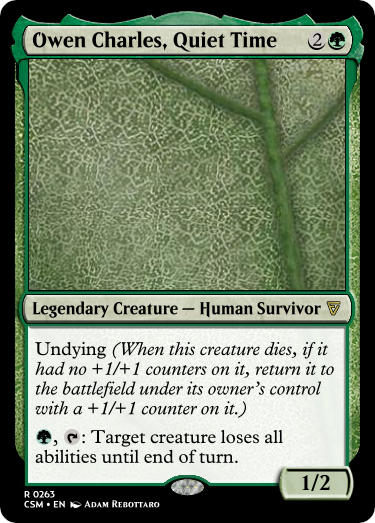 Owen Charles, Quiet Time 2
Legendary Creature — Human Survivor
Undying (When this creature dies, if it
had no +1/+1 counters on it, return it to
the battlefield under its owner's control
with a +1/+1 counter on it.)
, : Target creature loses all
abilities until end of turn.
1/2
R 0263
CSM • EN Adam Rebottaro